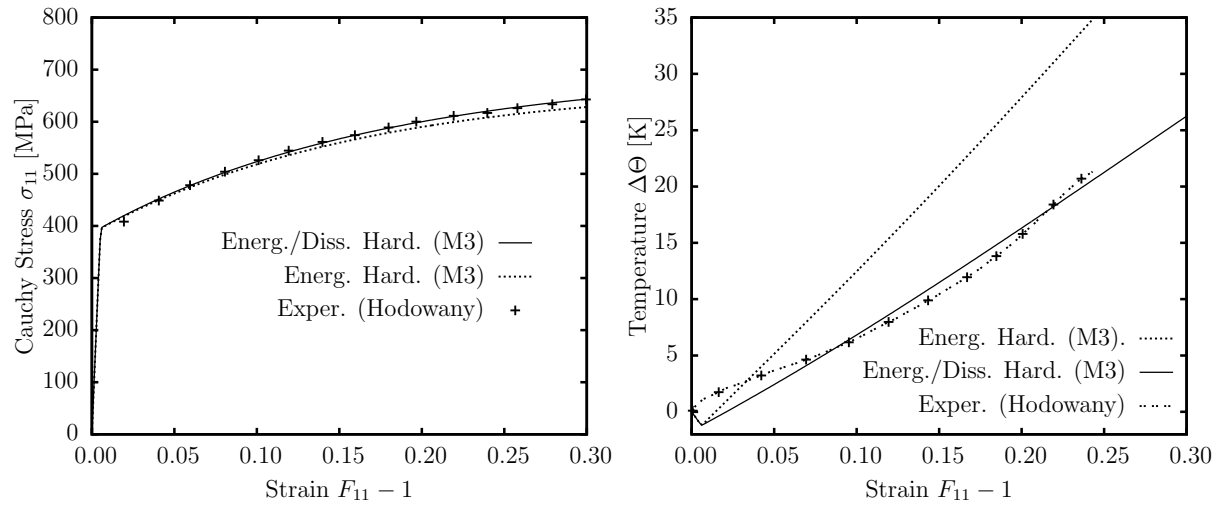 800
700
600
500
400
300
200
100
0
Cauchy Stress σ₁₁ [MPa]
Energ./Diss. Hard. (M3)
Energ. Hard. (M3)
Exper. (Hodowany)
0.00 0.05 0.10 0.15 0.20 0.25 0.30
Strain F₁₁ − 1
35
30
25
20
15
10
5
0
Temperature ΔΘ [K]
Energ. Hard. (M3).
Energ./Diss. Hard. (M3)
Exper. (Hodowany)
0.00 0.05 0.10 0.15 0.20 0.25 0.30
Strain F₁₁ − 1